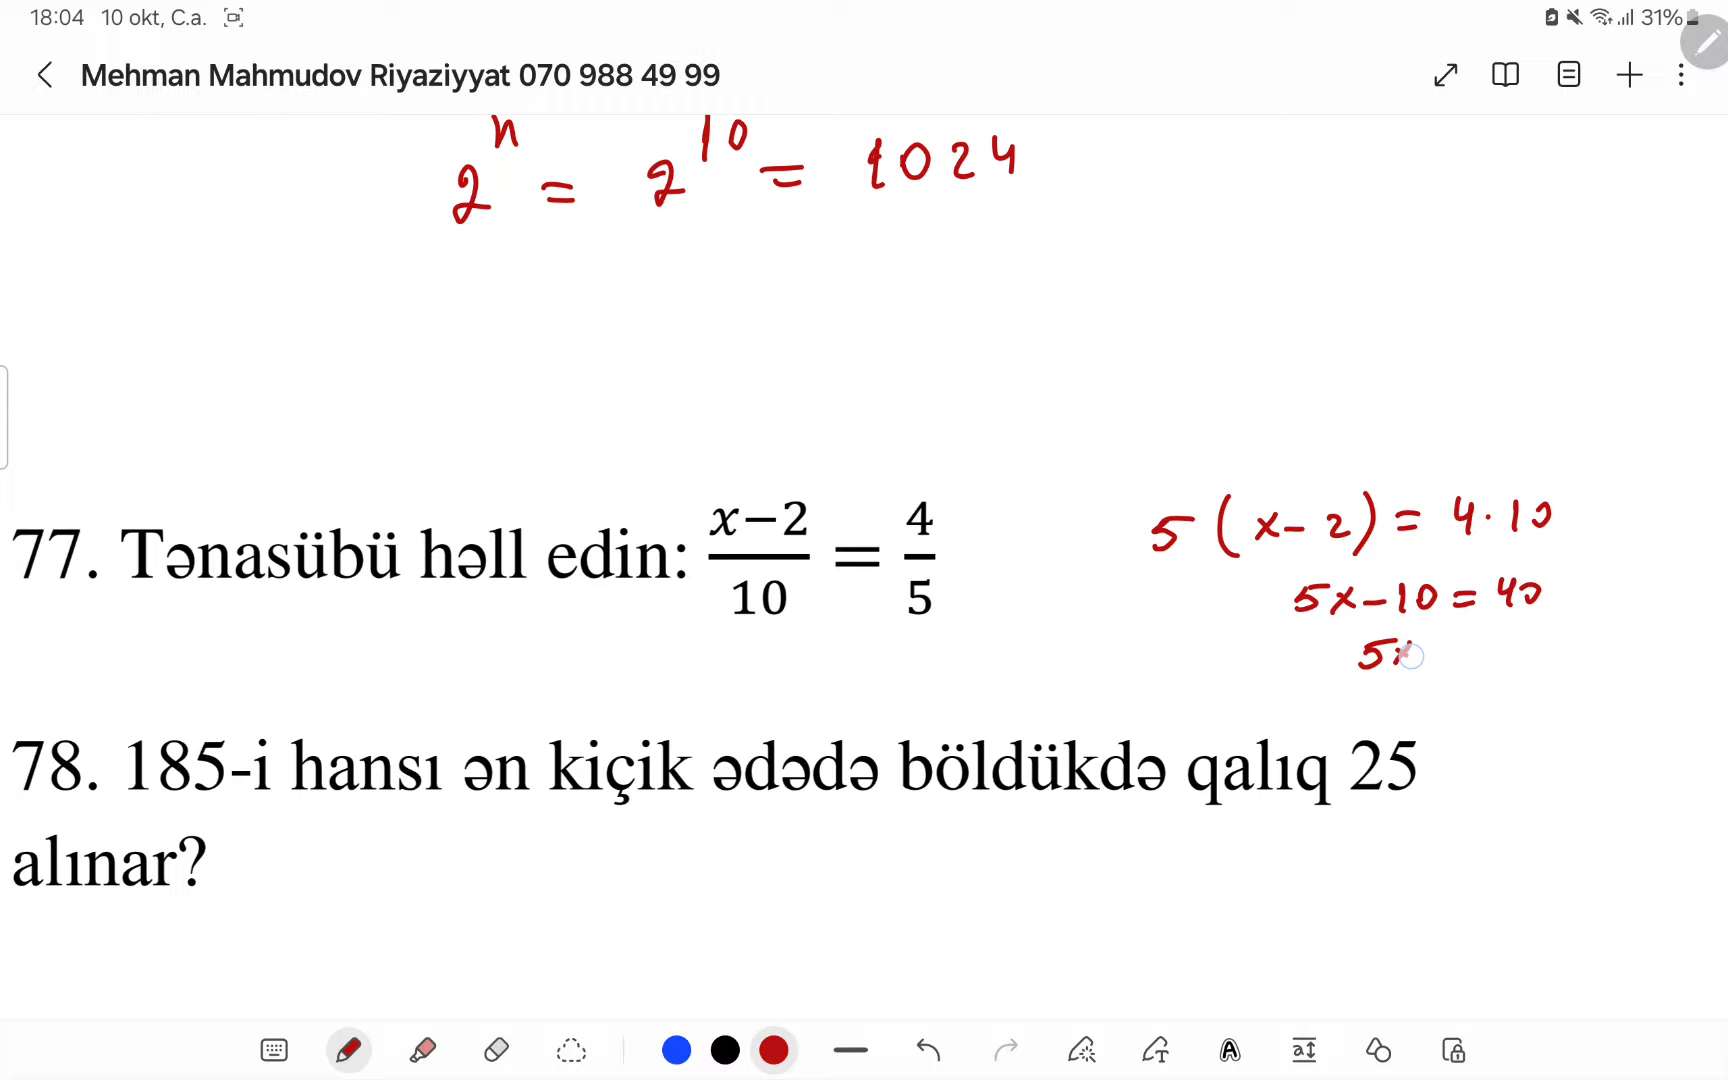 18:04 10 okt, C.a. 31%
Mehman Mahmudov Riyaziyyat 070 988 49 99
2^n = 2^10 = 1024
77. Tənasübü həll edin: x−2/10 = 4/5
5(x-2) = 4·10
5x-10 = 40
5x
78. 185-i hansı ən kiçik ədədə böldükdə qalıq 25
alınar?